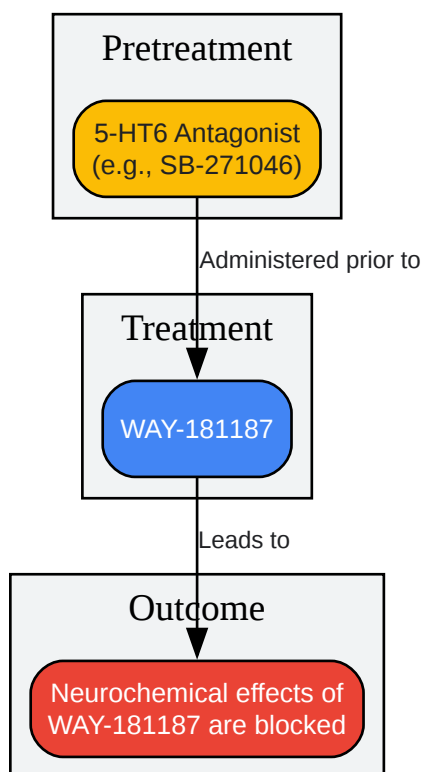 Pretreatment
5-HT6 Antagonist
(e.g., SB-271046)
Administered prior to
Treatment
WAY-181187
Leads to
Outcome
Neurochemical effects of
WAY-181187 are blocked